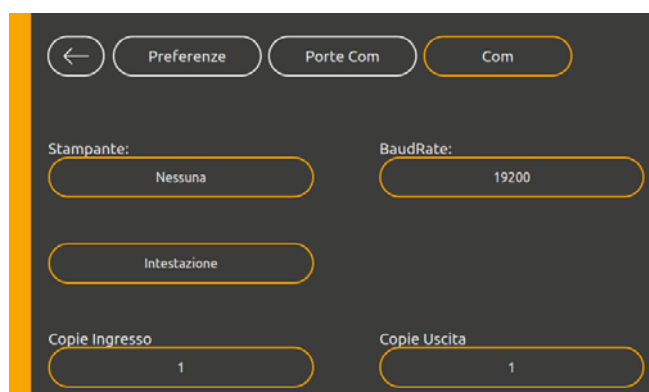 Preferenze Porte Com Com
Stampante: BaudRate:
Nessuna 19200
Intestazione
Copie Ingresso Copie Uscita
1 1